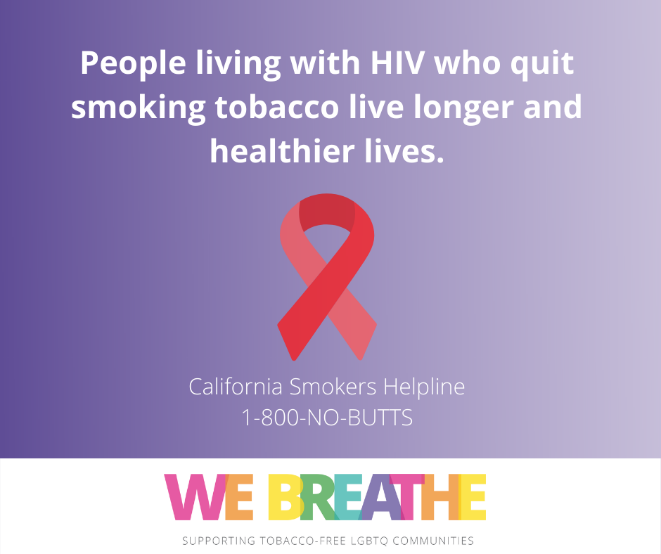 People living with HIV who quit
smoking tobacco live longer and
healthier lives.
California Smokers Helpline
1-800-NO-BUTTS
WE BREATHE
SUPPORTING TOBACCO-FREE LGBTQ COMMUNITIES